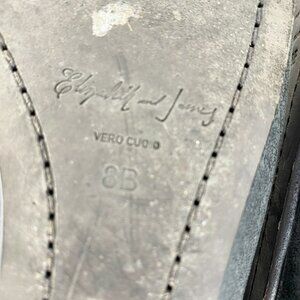 Elizabeth and James
VERO CUOIO
8B